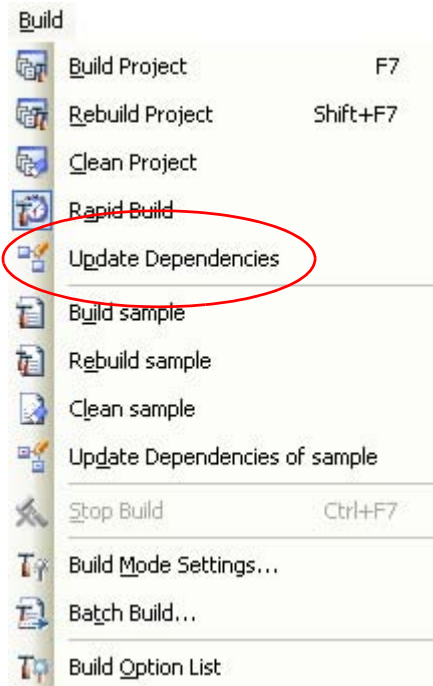 Build
Build Project F7
Rebuild Project Shift+F7
Clean Project
Rapid Build
Update Dependencies
Build sample
Rebuild sample
Clean sample
Update Dependencies of sample
Stop Build Ctrl+F7
Build Mode Settings...
Batch Build...
Build Option List